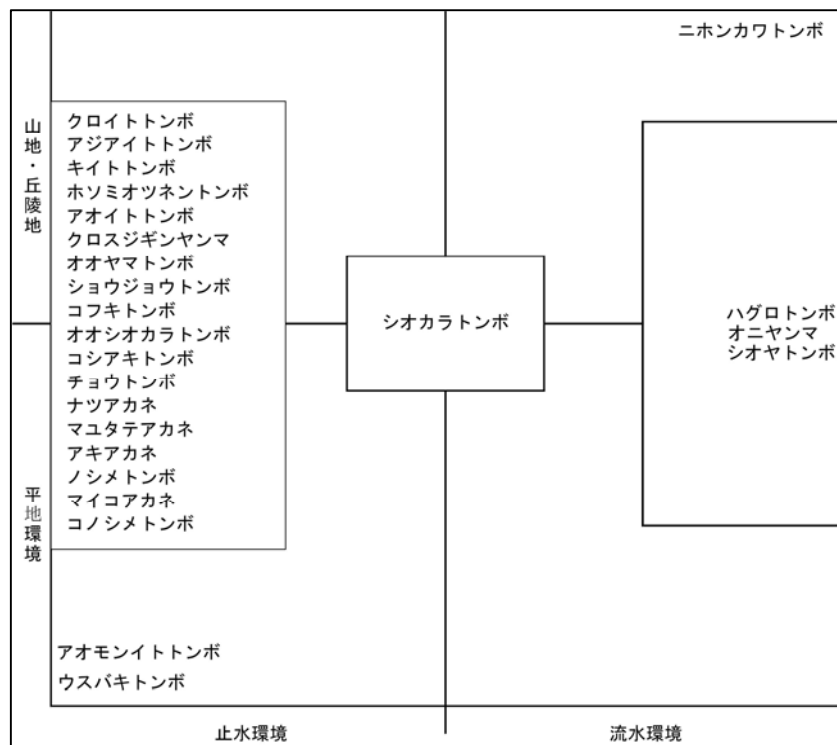 ニホンカワトンボ
山地・丘陵地
クロイトトンボ
アジアイトトンボ
キイトトンボ
ホソミオツネントンボ
アオイトトンボ
クロスジギンヤンマ
オオヤマトンボ
ショウジョウトンボ
コフキトンボ
オオシオカラトンボ
コシアキトンボ
チョウトンボ
ナツアカネ
マユタテアカネ
アキアカネ
ノシメトンボ
マイコアカネ
コノシメトンボ
シオカラトンボ
ハグロトンボ
オニヤンマ
シオヤトンボ
平地環境
アオモンイトトンボ
ウスバキトンボ
止水環境
流水環境